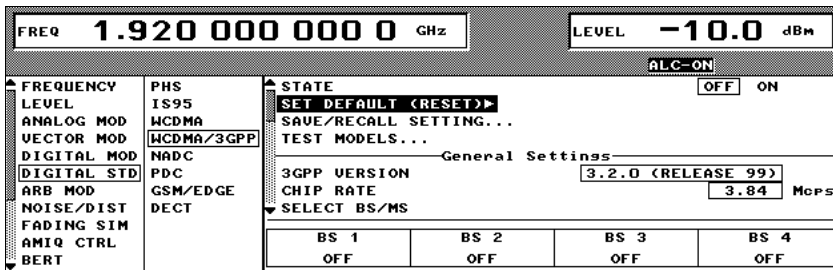 FREQ 1.920 000 000 0 GHz LEVEL -10.0 dBm
ALC-ON
FREQUENCY
LEVEL
ANALOG MOD
VECTOR MOD
DIGITAL MOD
DIGITAL STD
ARB MOD
NOISE/DIST
FADING SIM
AMIQ CTRL
BERT
PHS
IS95
WCDMA
WCDMA/3GPP
NADC
PDC
GSM/EDGE
DECT
STATE OFF ON
SET DEFAULT (RESET)►
SAVE/RECALL SETTING...
TEST MODELS...
General Settings
3GPP VERSION 3.2.0 (RELEASE 99)
CHIP RATE 3.84 Mcps
SELECT BS/MS
BS 1 BS 2 BS 3 BS 4
OFF OFF OFF OFF